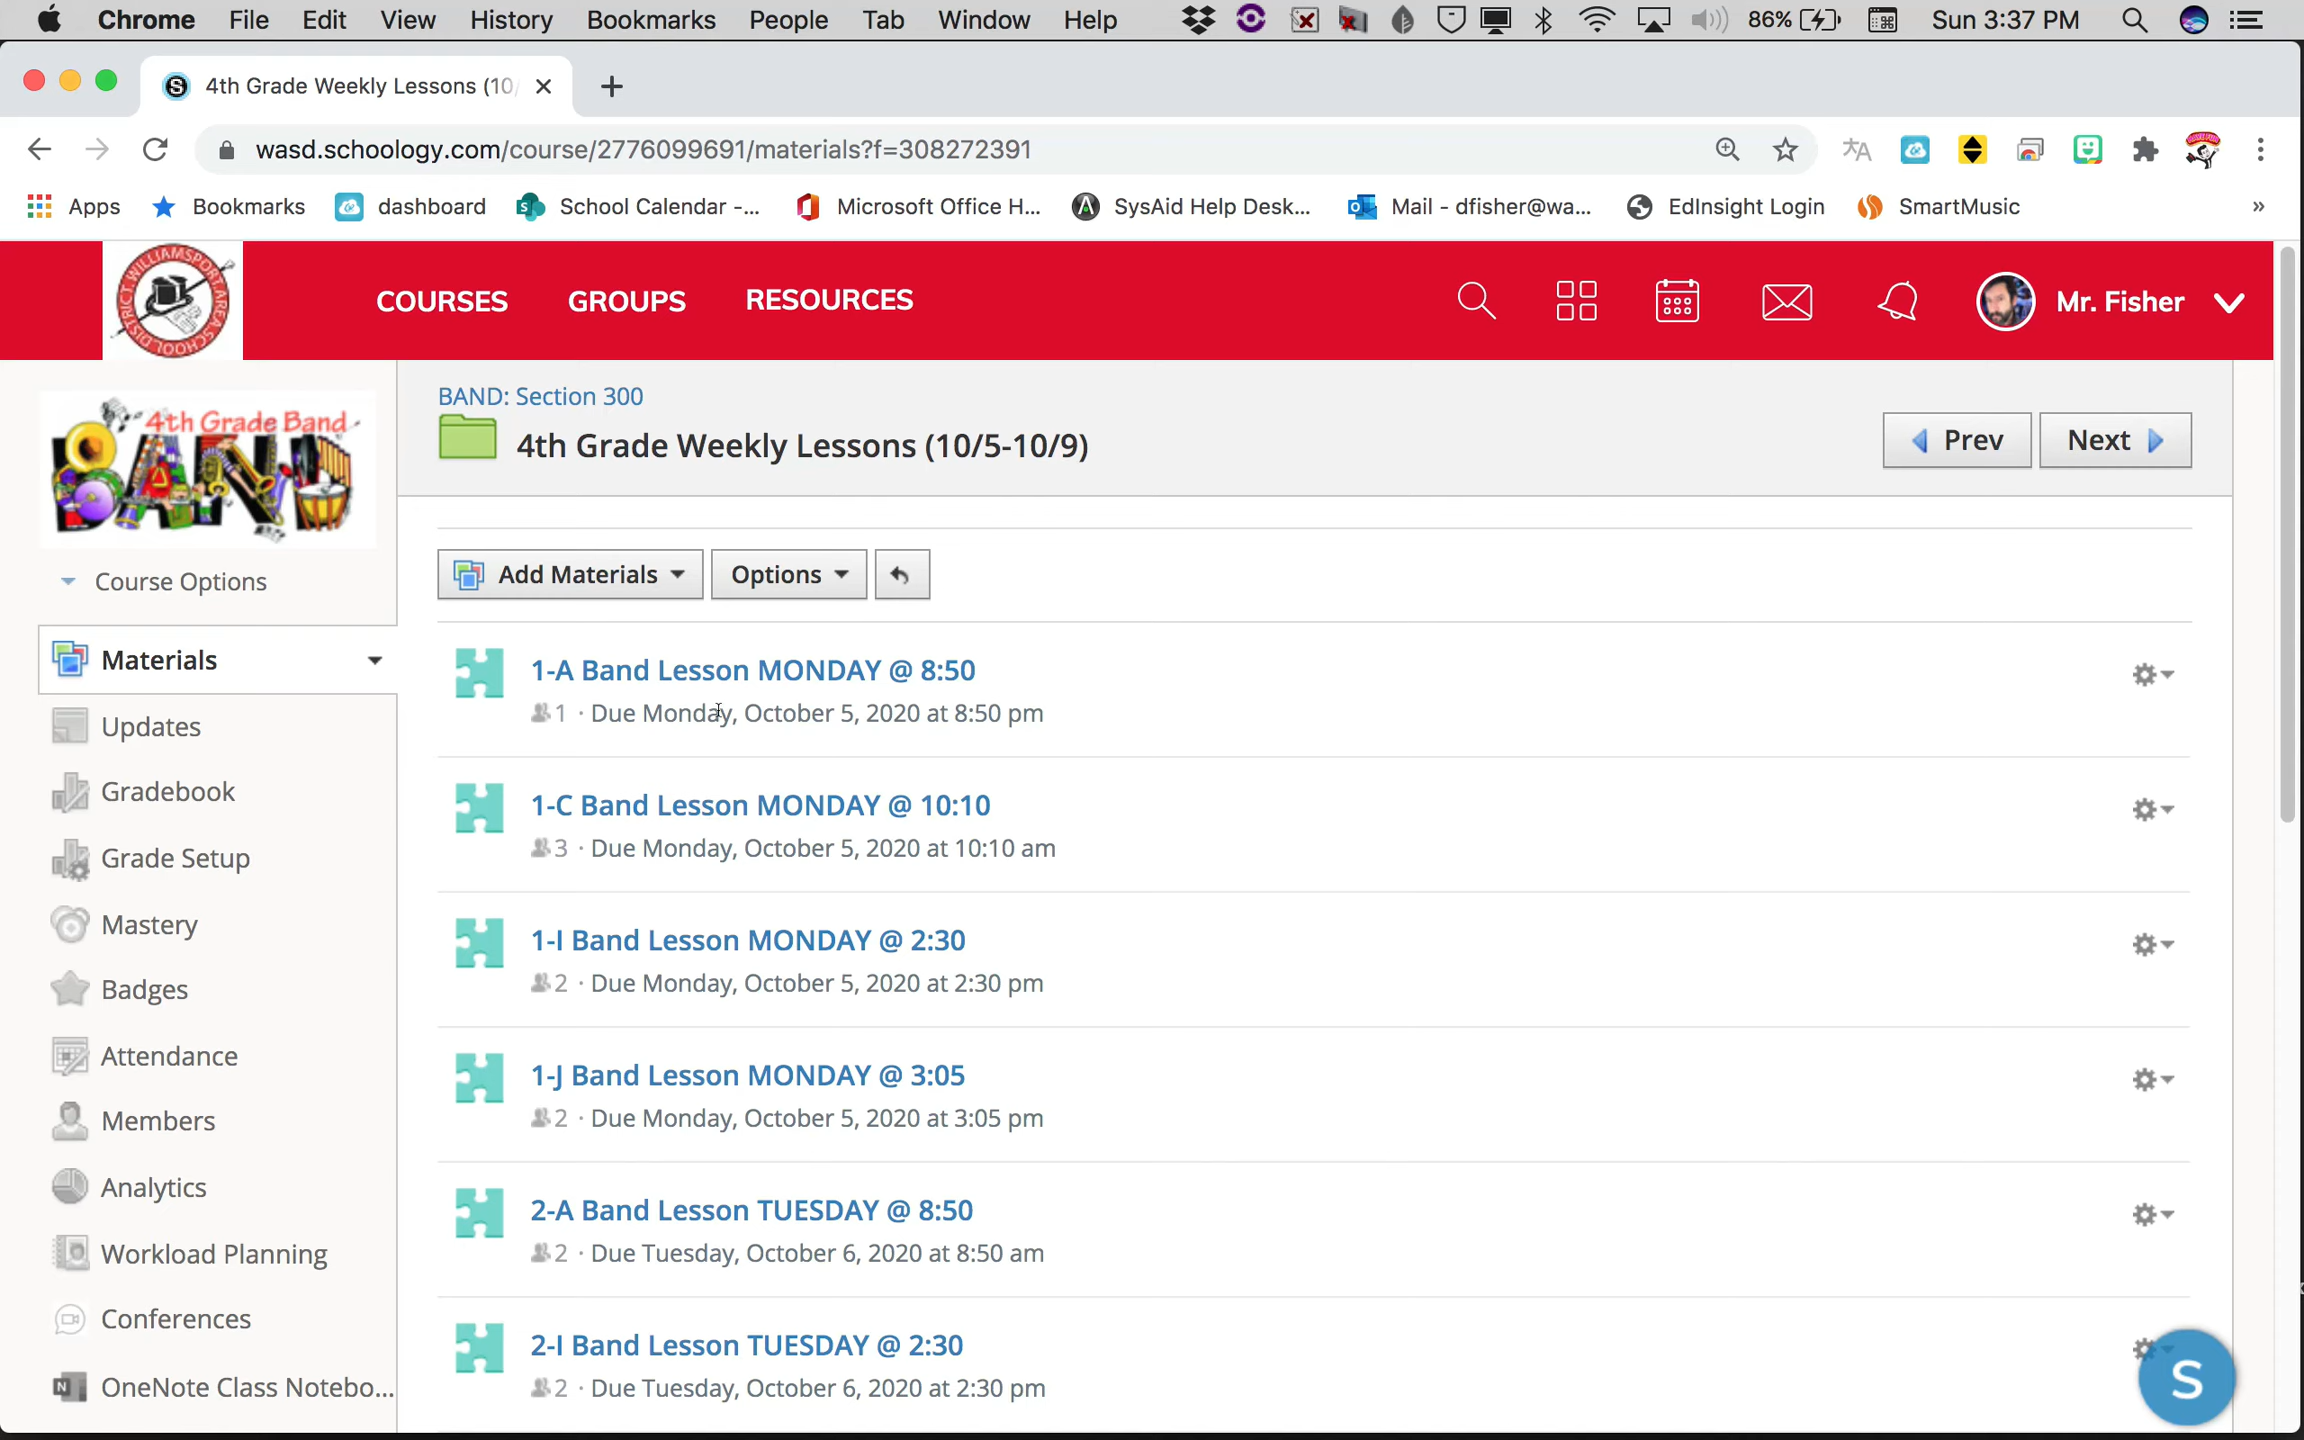 Chrome File Edit View History Bookmarks People Tab Window Help 86% Sun 3:37 PM
4th Grade Weekly Lessons (10/
wasd.schoology.com/course/2776099691/materials?f=308272391
Apps Bookmarks dashboard School Calendar -... Microsoft Office H... SysAid Help Desk... Mail - dfisher@wa... EdInsight Login SmartMusic »
COURSES GROUPS RESOURCES Mr. Fisher
4th Grade Band
BAND
Course Options
Materials
Updates
Gradebook
Grade Setup
Mastery
Badges
Attendance
Members
Analytics
Workload Planning
Conferences
OneNote Class Notebo...
BAND: Section 300
4th Grade Weekly Lessons (10/5-10/9)
Prev Next
Add Materials Options
1-A Band Lesson MONDAY @ 8:50
1 · Due Monday, October 5, 2020 at 8:50 pm
1-C Band Lesson MONDAY @ 10:10
3 · Due Monday, October 5, 2020 at 10:10 am
1-I Band Lesson MONDAY @ 2:30
2 · Due Monday, October 5, 2020 at 2:30 pm
1-J Band Lesson MONDAY @ 3:05
2 · Due Monday, October 5, 2020 at 3:05 pm
2-A Band Lesson TUESDAY @ 8:50
2 · Due Tuesday, October 6, 2020 at 8:50 am
2-I Band Lesson TUESDAY @ 2:30
2 · Due Tuesday, October 6, 2020 at 2:30 pm
S